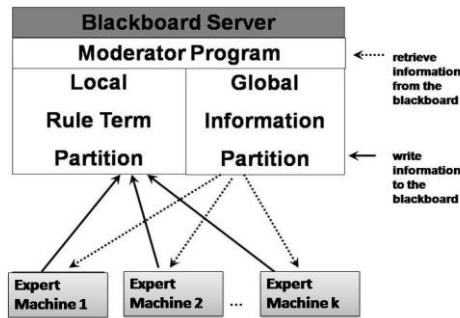 Blackboard Server
Moderator Program
Local
Rule Term
Partition
Global
Information
Partition
retrieve
information
from the
blackboard
write
information
to the
blackboard
Expert
Machine 1
Expert
Machine 2
...
Expert
Machine k